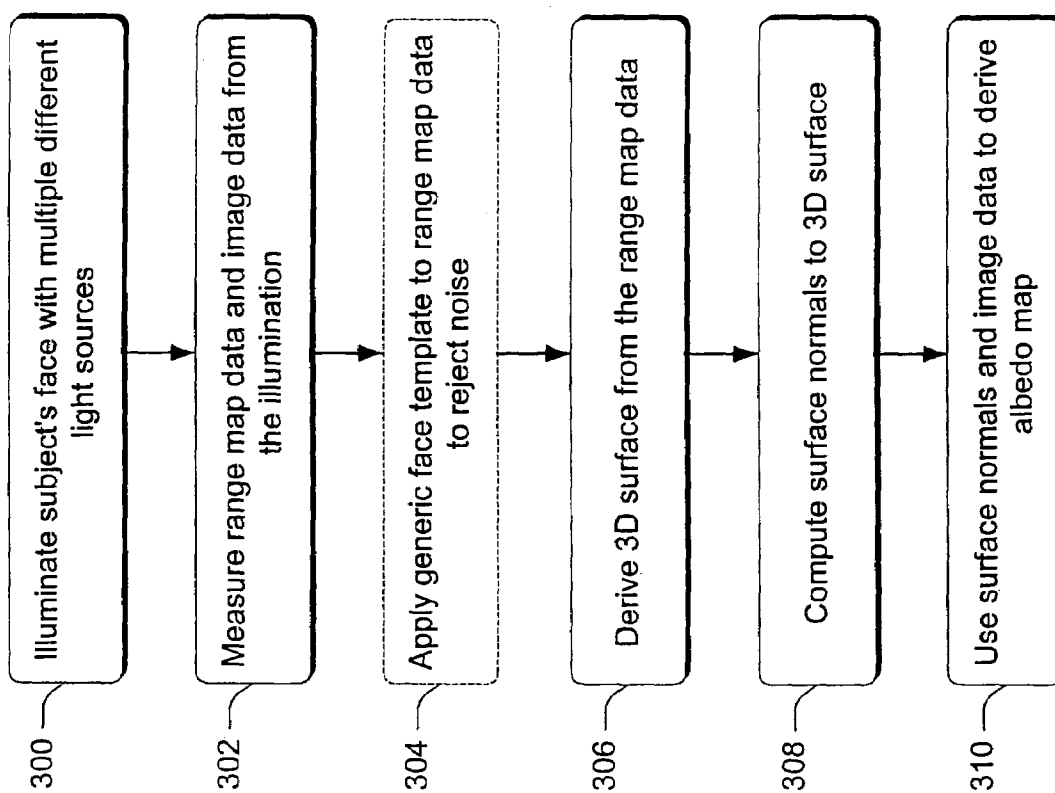 300
Illuminate subject's face with multiple different
light sources
302
Measure range map data and image data from
the illumination
304
Apply generic face template to range map data
to reject noise
306
Derive 3D surface from the range map data
308
Compute surface normals to 3D surface
310
Use surface normals and image data to derive
albedo map